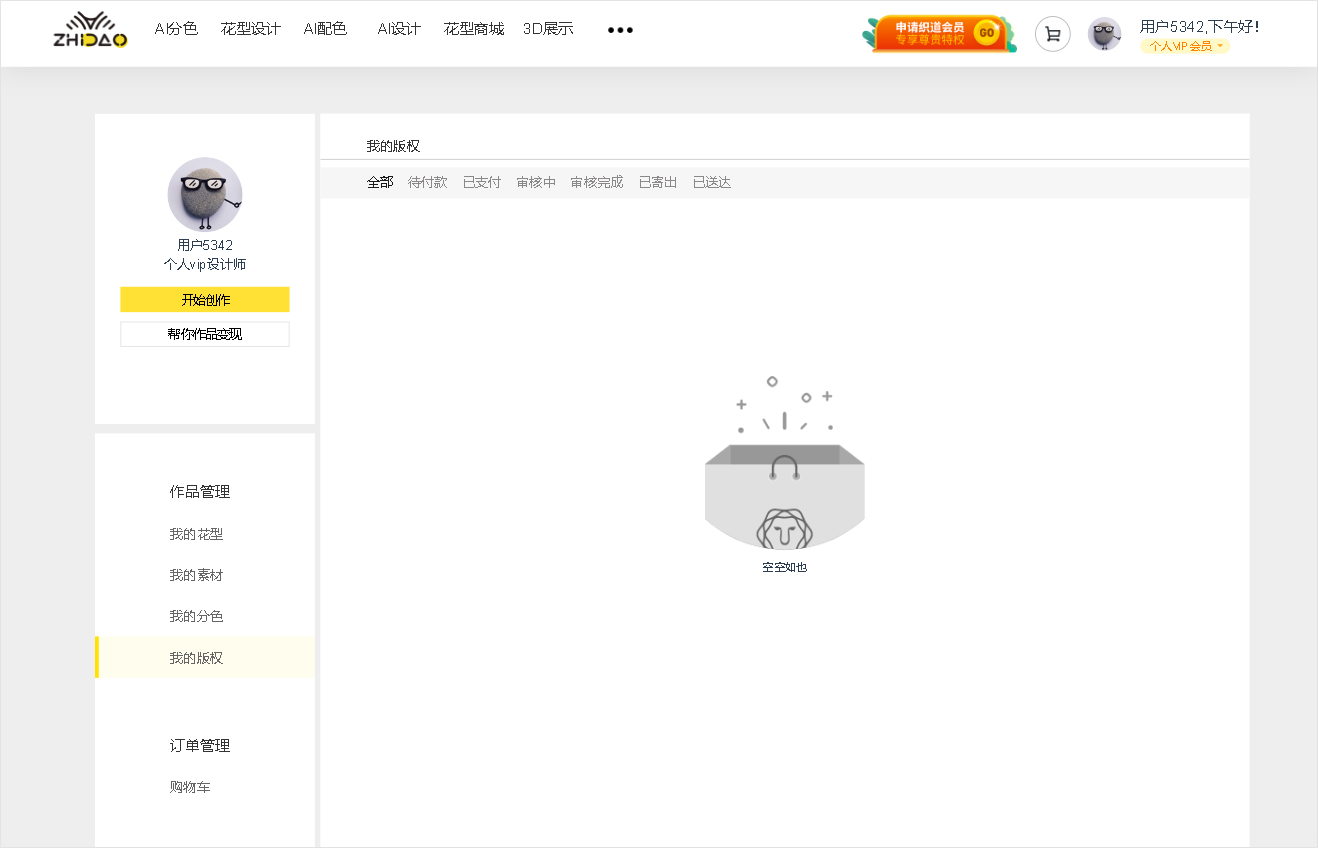 ZHIDAO
AI分色 花型设计 AI配色 AI设计 花型商城 3D展示 •••
申请织道会员
专享尊贵特权
GO
用户5342,下午好!
个人VIP会员
用户5342
个人vip设计师
开始创作
帮你作品变现
作品管理
我的花型
我的素材
我的分色
我的版权
订单管理
购物车
我的版权
全部 待付款 已支付 审核中 审核完成 已寄出 已送达
空空如也